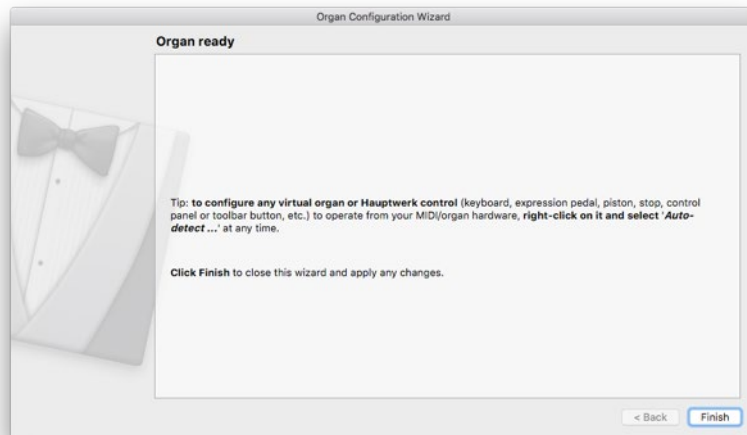 Organ Configuration Wizard
Organ ready
Tip: to configure any virtual organ or Hauptwerk control (keyboard, expression pedal, piston, stop, control
panel or toolbar button, etc.) to operate from your MIDI/organ hardware, right-click on it and select 'Auto-
detect ...' at any time.
Click Finish to close this wizard and apply any changes.
< Back
Finish